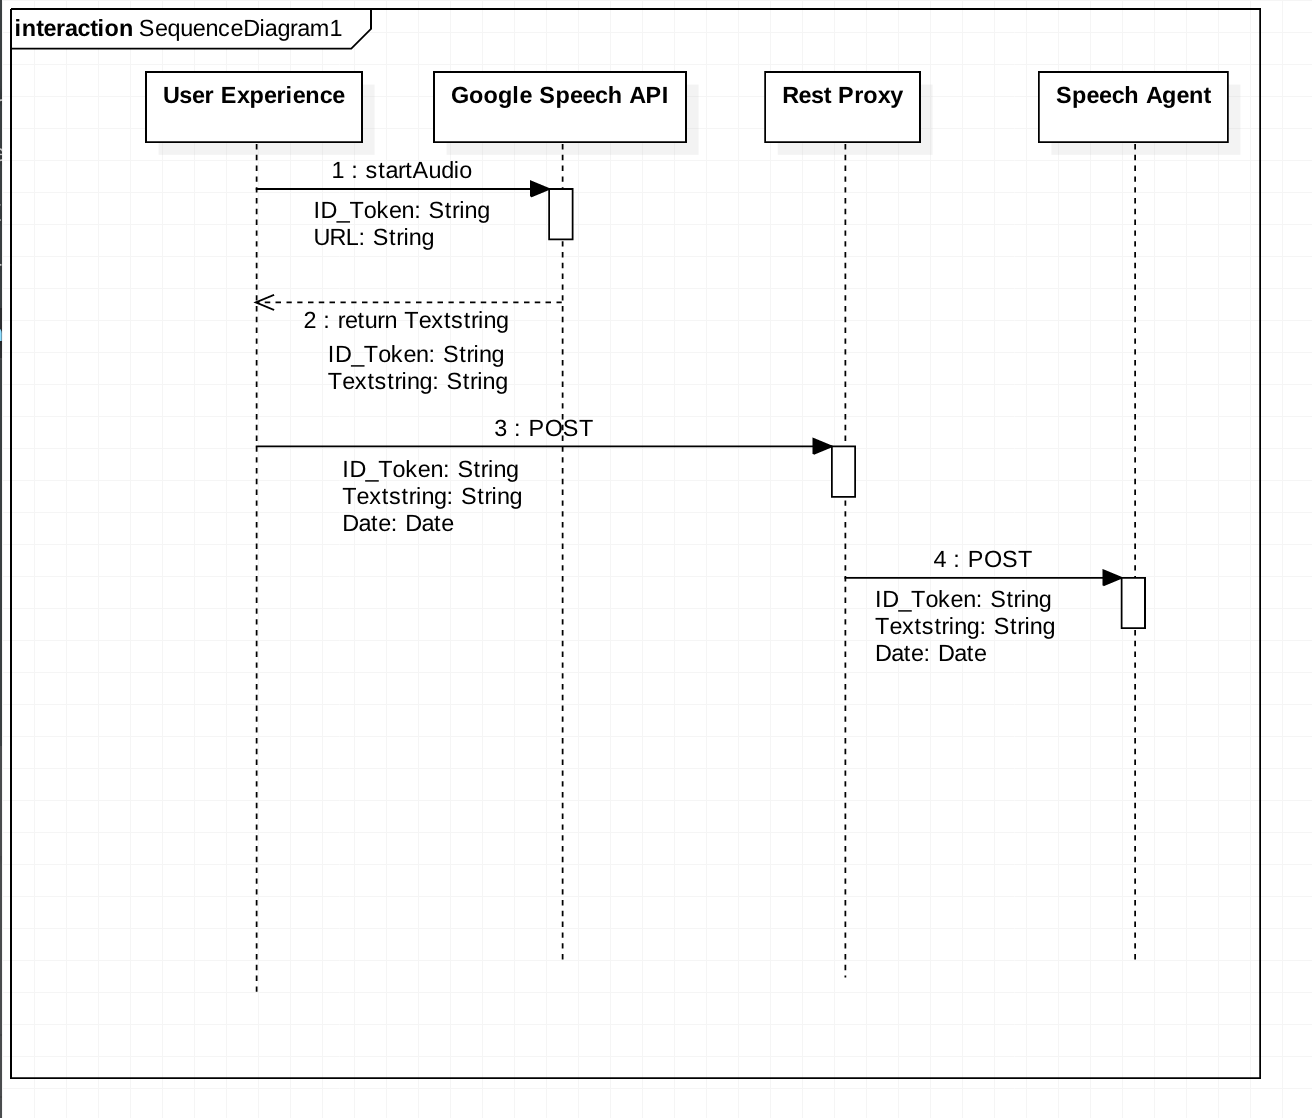 interaction SequenceDiagram1
User Experience
Google Speech API
Rest Proxy
Speech Agent
1 : startAudio
ID_Token: String
URL: String
2 : return Textstring
ID_Token: String
Textstring: String
3 : POST
ID_Token: String
Textstring: String
Date: Date
4 : POST
ID_Token: String
Textstring: String
Date: Date